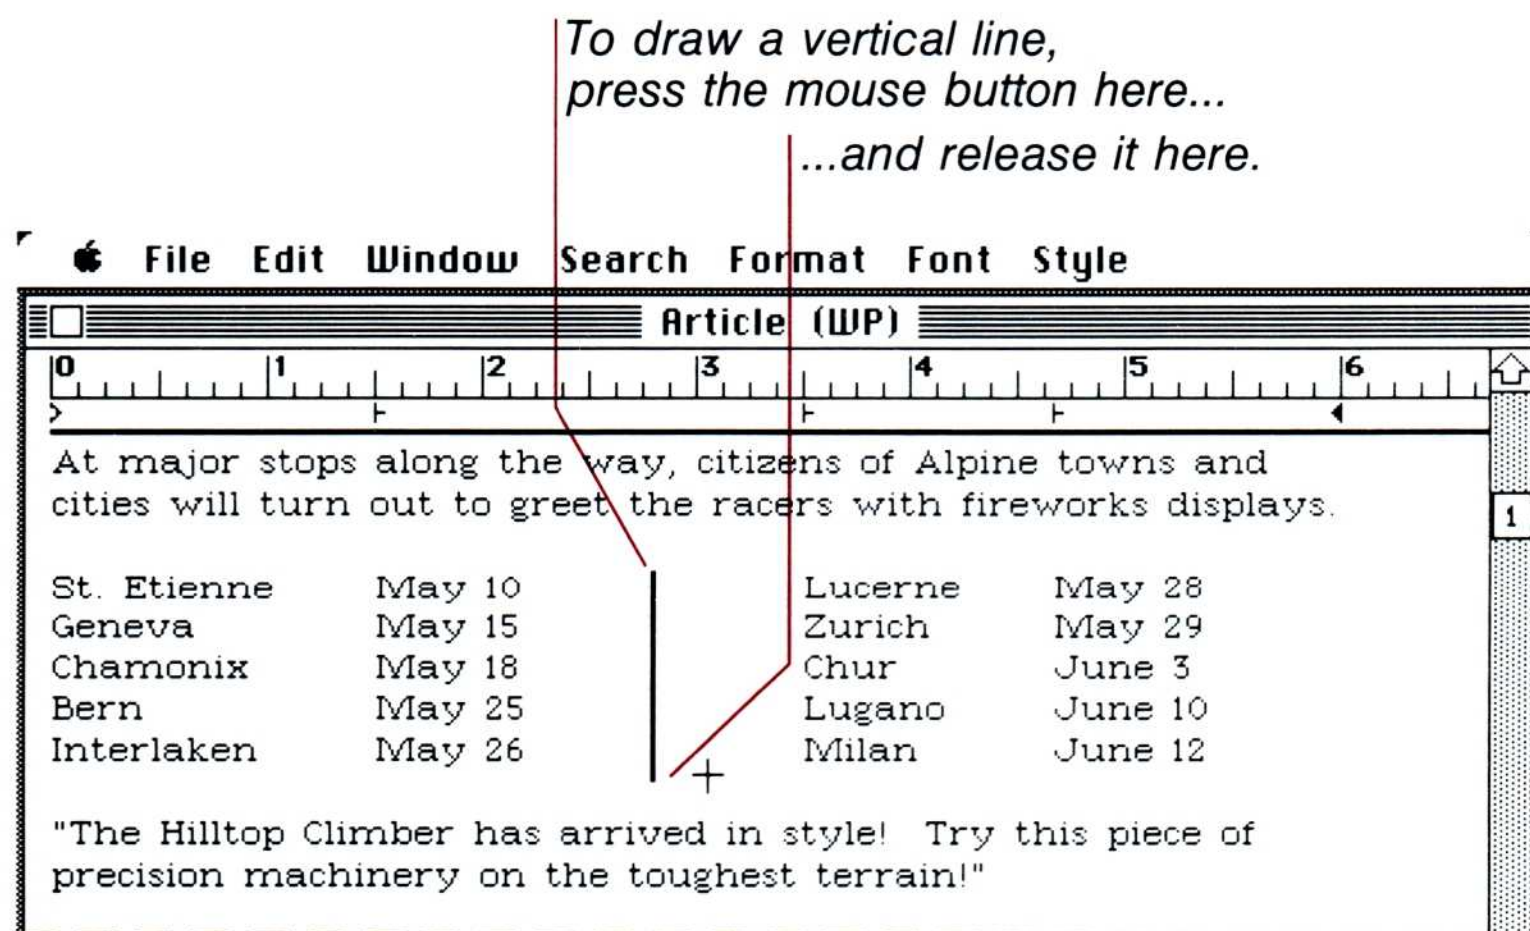 To draw a vertical line,
press the mouse button here...
...and release it here.
File Edit Window Search Format Font Style
Article (WP)
0 1 2 3 4 5 6
At major stops along the way, citizens of Alpine towns and
cities will turn out to greet the racers with fireworks displays.
1
St. Etienne May 10 Lucerne May 28
Geneva May 15 Zurich May 29
Chamonix May 18 Chur June 3
Bern May 25 Lugano June 10
Interlaken May 26 Milan June 12
"The Hilltop Climber has arrived in style! Try this piece of
precision machinery on the toughest terrain!"